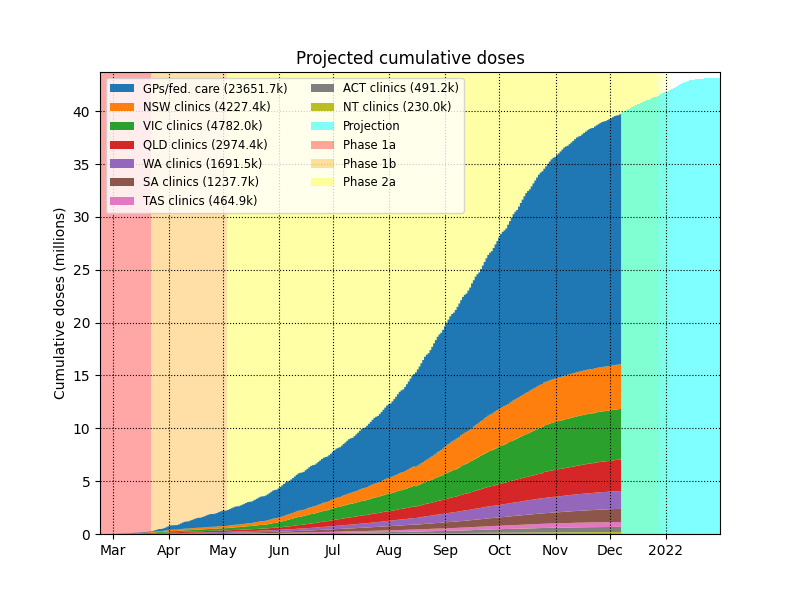 Projected cumulative doses
GPs/fed. care (23651.7k)
NSW clinics (4227.4k)
VIC clinics (4782.0k)
QLD clinics (2974.4k)
WA clinics (1691.5k)
SA clinics (1237.7k)
TAS clinics (464.9k)
ACT clinics (491.2k)
NT clinics (230.0k)
Projection
Phase 1a
Phase 1b
Phase 2a
Cumulative doses (millions)
40
35
30
25
20
15
10
5
0
Mar Apr May Jun Jul Aug Sep Oct Nov Dec 2022